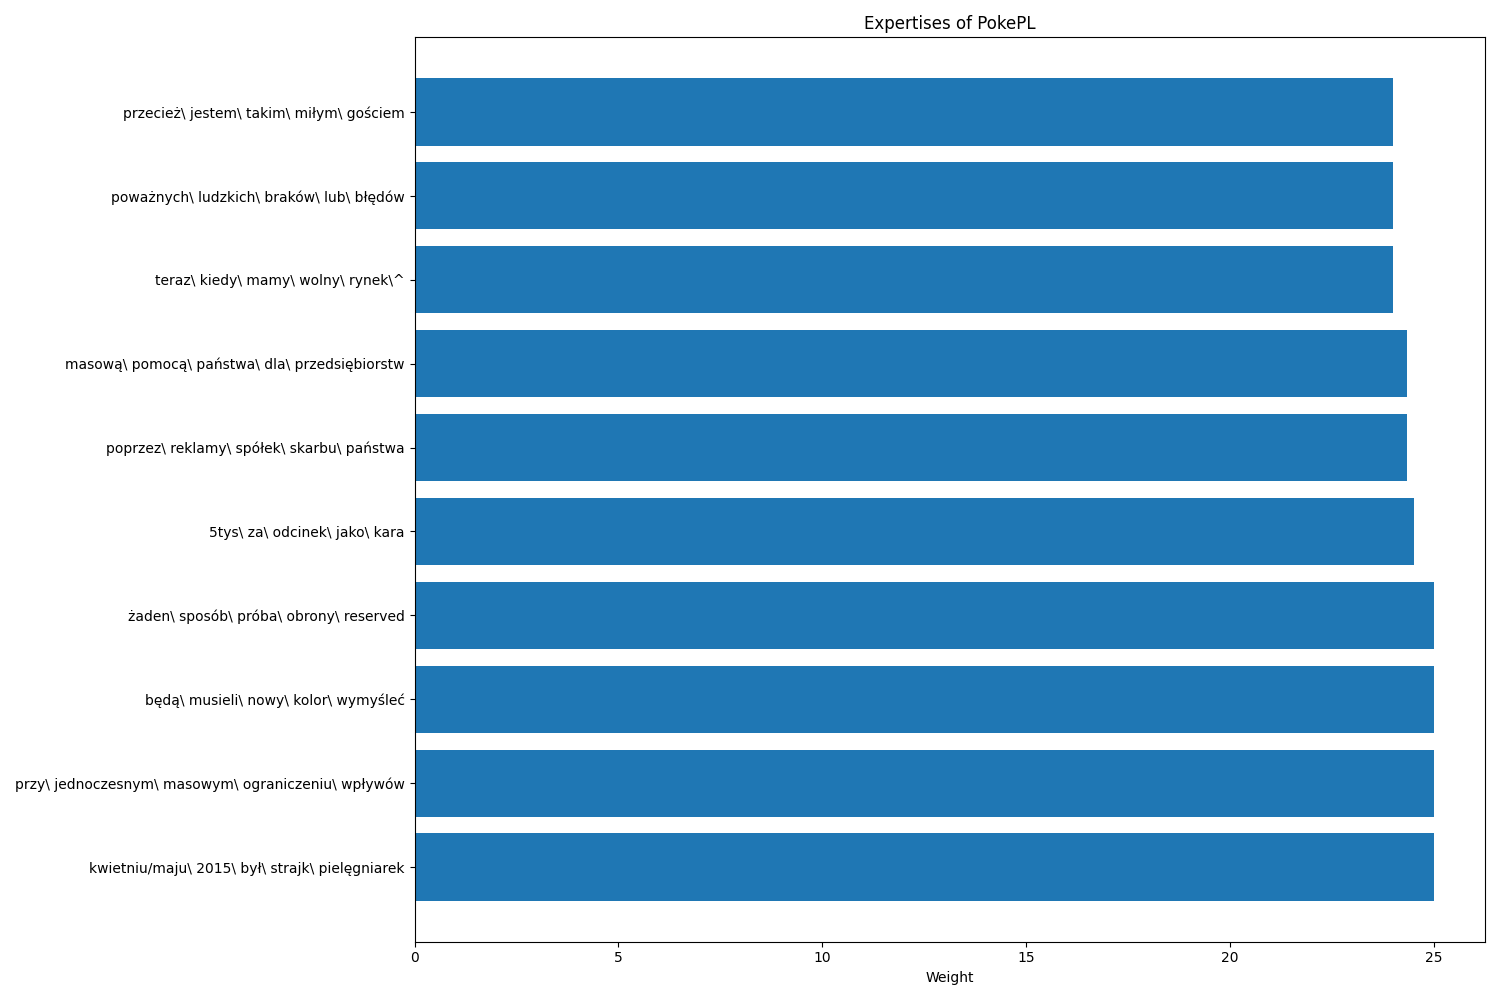 Expertises of PokePL
przecież\ jestem\ takim\ miłym\ gościem
poważnych\ ludzkich\ braków\ lub\ błędów
teraz\ kiedy\ mamy\ wolny\ rynek\^
masową\ pomocą\ państwa\ dla\ przedsiębiorstw
poprzez\ reklamy\ spółek\ skarbu\ państwa
5tys\ za\ odcinek\ jako\ kara
żaden\ sposób\ próba\ obrony\ reserved
będą\ musieli\ nowy\ kolor\ wymyśleć
przy\ jednoczesnym\ masowym\ ograniczeniu\ wpływów
kwietniu/maju\ 2015\ był\ strajk\ pielęgniarek
0 5 10 15 20 25
Weight